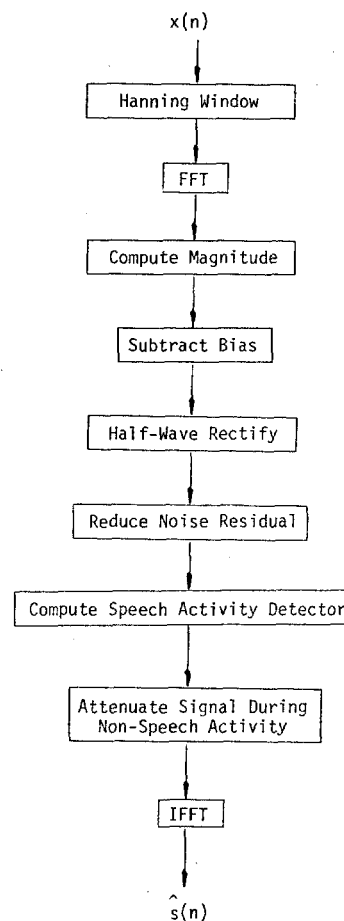 x(n)
Hanning Window
FFT
Compute Magnitude
Subtract Bias
Half-Wave Rectify
Reduce Noise Residual
Compute Speech Activity Detector
Attenuate Signal During
Non-Speech Activity
IFFT
ŝ(n)